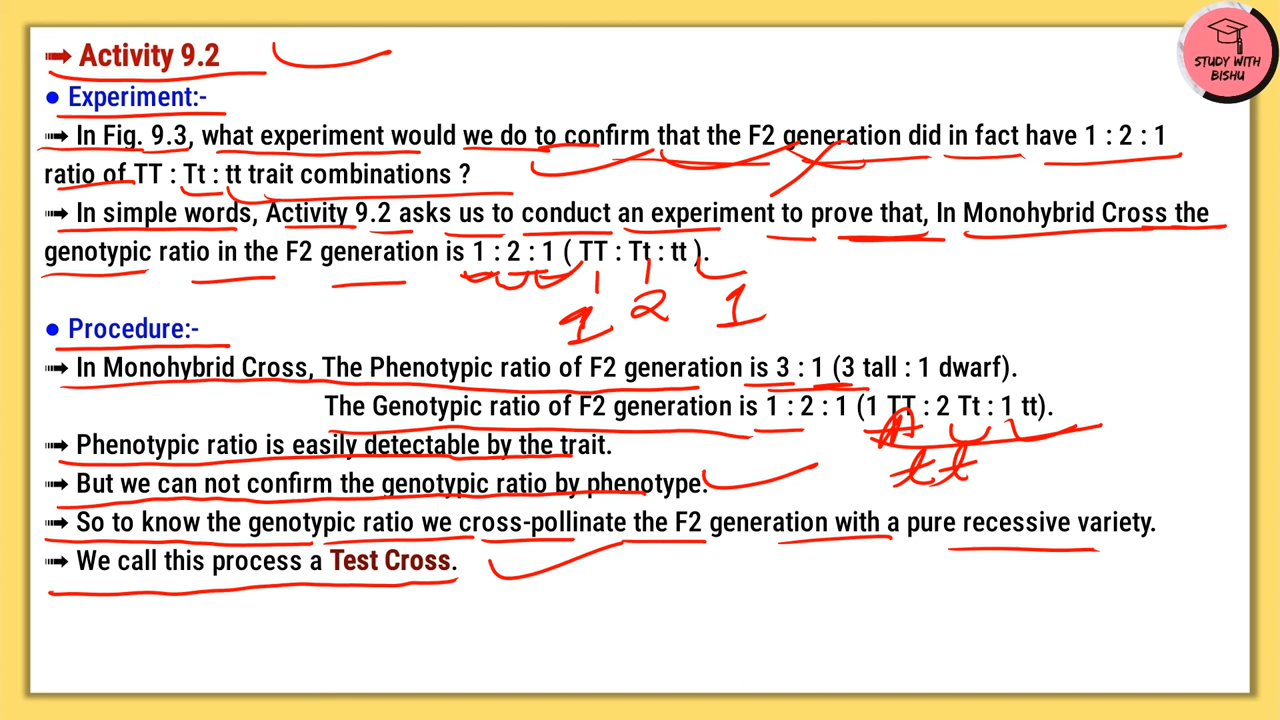 STUDY WITH
BISHU
➟ Activity 9.2
● Experiment:-
➟ In Fig. 9.3, what experiment would we do to confirm that the F2 generation did in fact have 1 : 2 : 1
ratio of TT : Tt : tt trait combinations ?
➟ In simple words, Activity 9.2 asks us to conduct an experiment to prove that, In Monohybrid Cross the
genotypic ratio in the F2 generation is 1 : 2 : 1 ( TT : Tt : tt ).
1 2 1
● Procedure:-
➟ In Monohybrid Cross, The Phenotypic ratio of F2 generation is 3 : 1 (3 tall : 1 dwarf).
The Genotypic ratio of F2 generation is 1 : 2 : 1 (1 TT : 2 Tt : 1 tt).
➟ Phenotypic ratio is easily detectable by the trait.
tt
➟ But we can not confirm the genotypic ratio by phenotype.
➟ So to know the genotypic ratio we cross-pollinate the F2 generation with a pure recessive variety.
➟ We call this process a Test Cross.